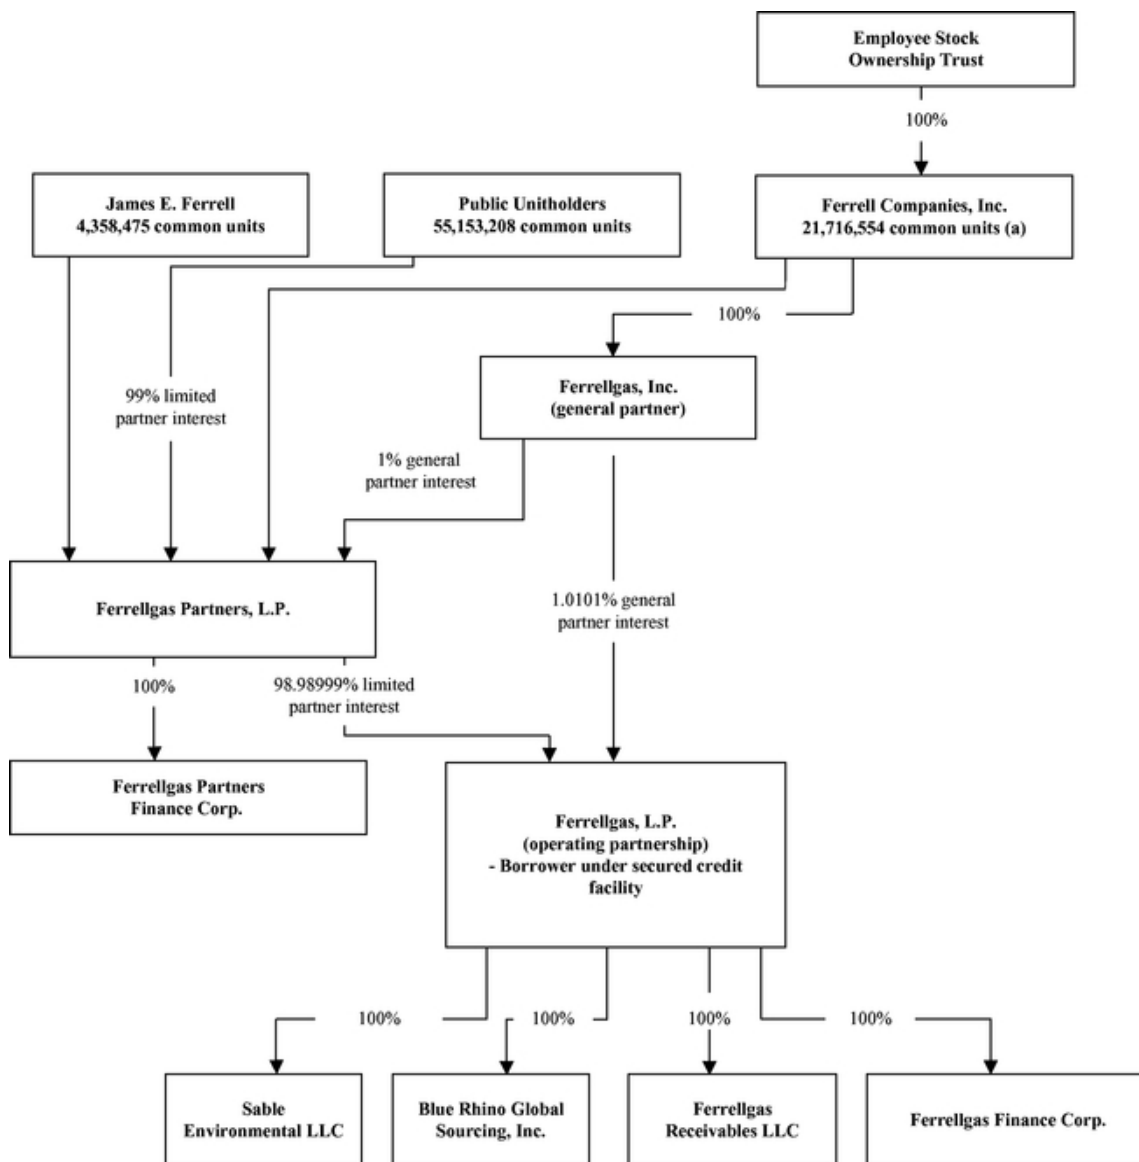 Employee Stock
Ownership Trust
100%
James E. Ferrell
4,358,475 common units
Public Unitholders
55,153,208 common units
Ferrell Companies, Inc.
21,716,554 common units (a)
100%
Ferrellgas, Inc.
(general partner)
99% limited
partner interest
1% general
partner interest
Ferrellgas Partners, L.P.
1.0101% general
partner interest
100%
98.98999% limited
partner interest
Ferrellgas Partners
Finance Corp.
Ferrellgas, L.P.
(operating partnership)
- Borrower under secured credit
facility
100%
100%
100%
100%
Sable
Environmental LLC
Blue Rhino Global
Sourcing, Inc.
Ferrellgas
Receivables LLC
Ferrellgas Finance Corp.